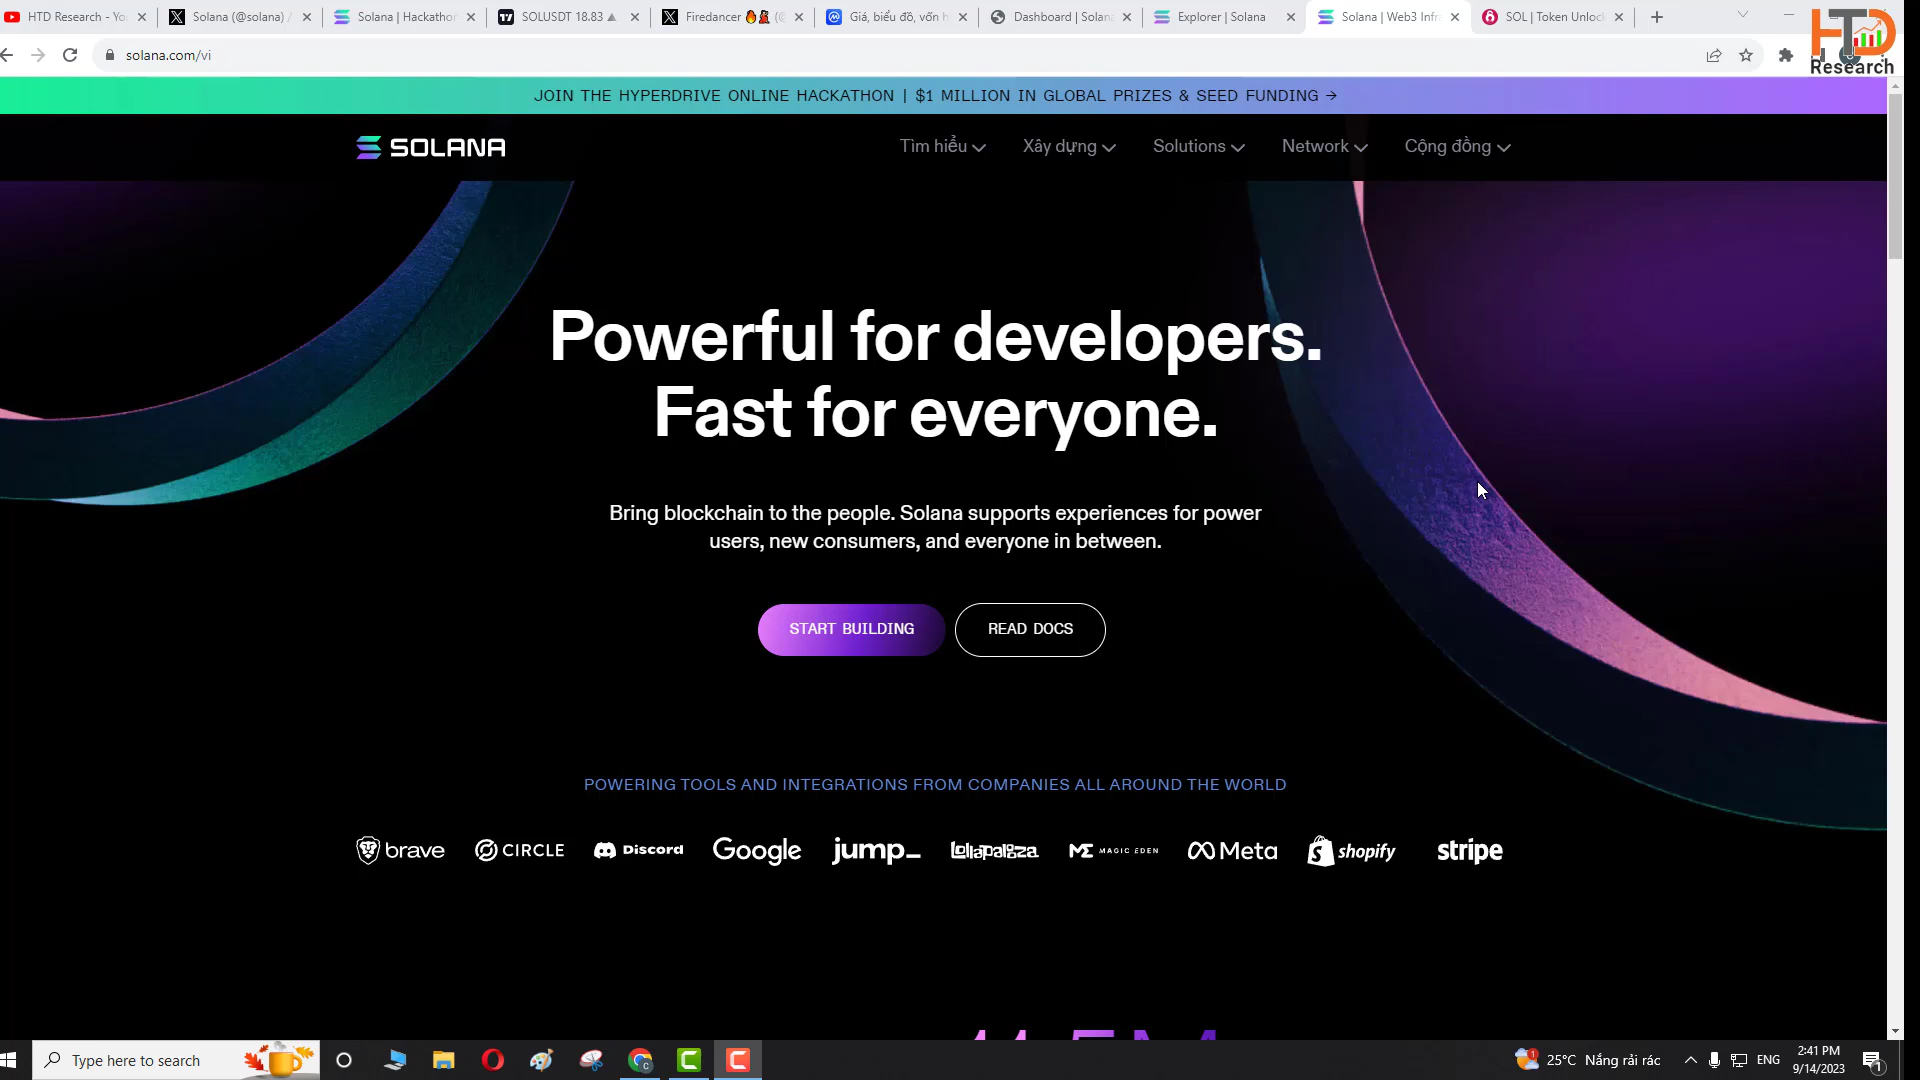 HTD Research - Yo
Solana (@solana) /
Solana | Hackathon
SOLUSDT 18.83
Firedancer
Giá, biểu đồ, vốn h
Dashboard | Solana
Explorer | Solana
Solana | Web3 Infr
SOL | Token Unloc
HTD
Research
solana.com/vi
JOIN THE HYPERDRIVE ONLINE HACKATHON | $1 MILLION IN GLOBAL PRIZES & SEED FUNDING →
SOLANA
Tìm hiểu
Xây dựng
Solutions
Network
Cộng đồng
Powerful for developers.
Fast for everyone.
Bring blockchain to the people. Solana supports experiences for power
users, new consumers, and everyone in between.
START BUILDING
READ DOCS
POWERING TOOLS AND INTEGRATIONS FROM COMPANIES ALL AROUND THE WORLD
brave
CIRCLE
Discord
Google
jump_
Lollapalooza
ME MAGIC EDEN
Meta
shopify
stripe
Type here to search
25°C Nắng rải rác
ENG
2:41 PM
9/14/2023